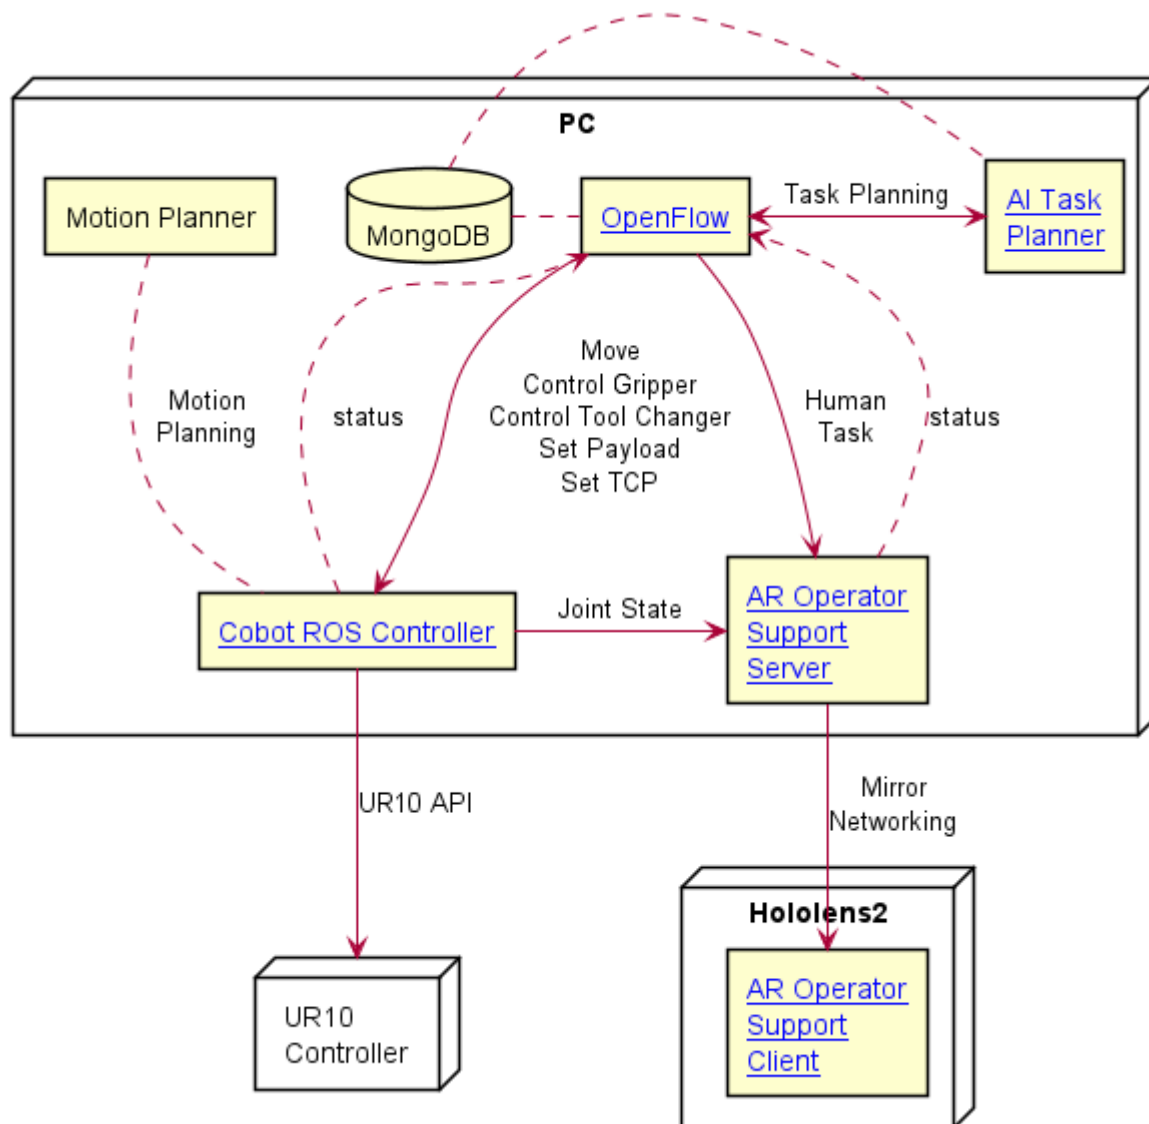 PC
Motion Planner
MongoDB
OpenFlow
Task Planning
AI Task
Planner
Motion
Planning
status
Move
Control Gripper
Control Tool Changer
Set Payload
Set TCP
Human
Task
status
Cobot ROS Controller
Joint State
AR Operator
Support
Server
UR10 API
Mirror
Networking
UR10
Controller
Hololens2
AR Operator
Support
Client